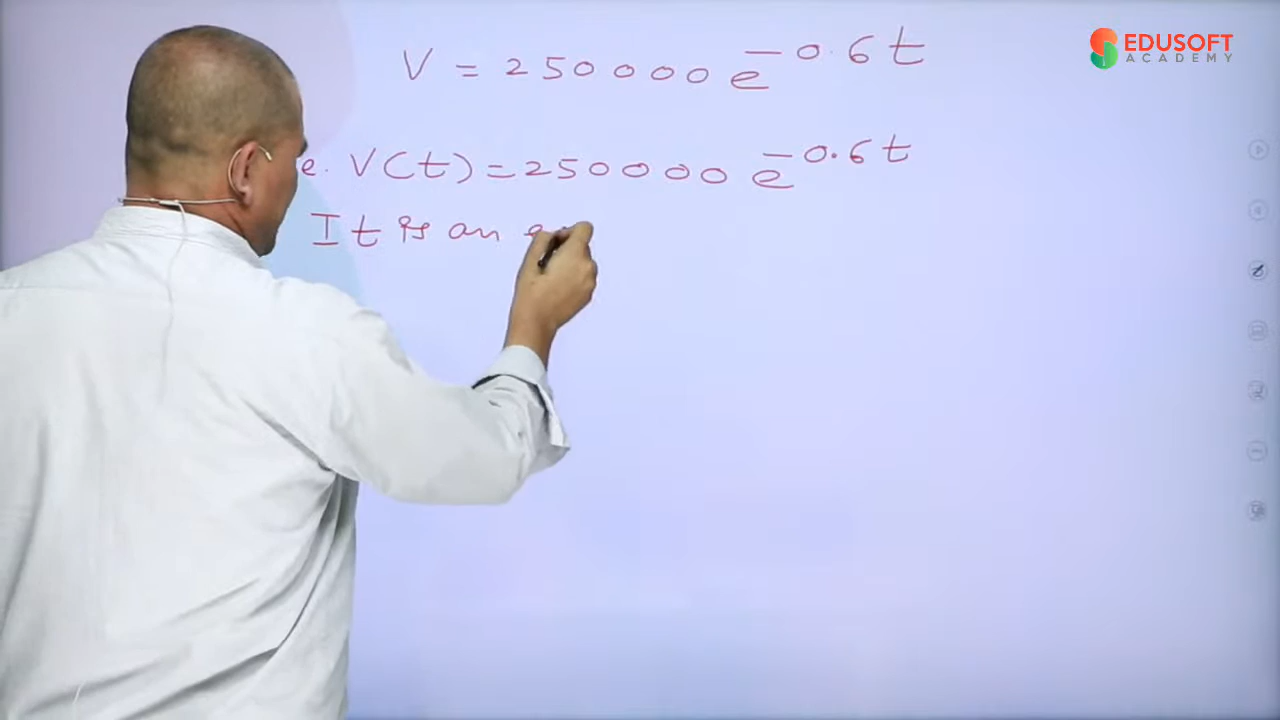 EDUSOFT
ACADEMY
V = 250000 e^{-0.6t}
e. V(t) = 250000 e^{-0.6t}
It is an